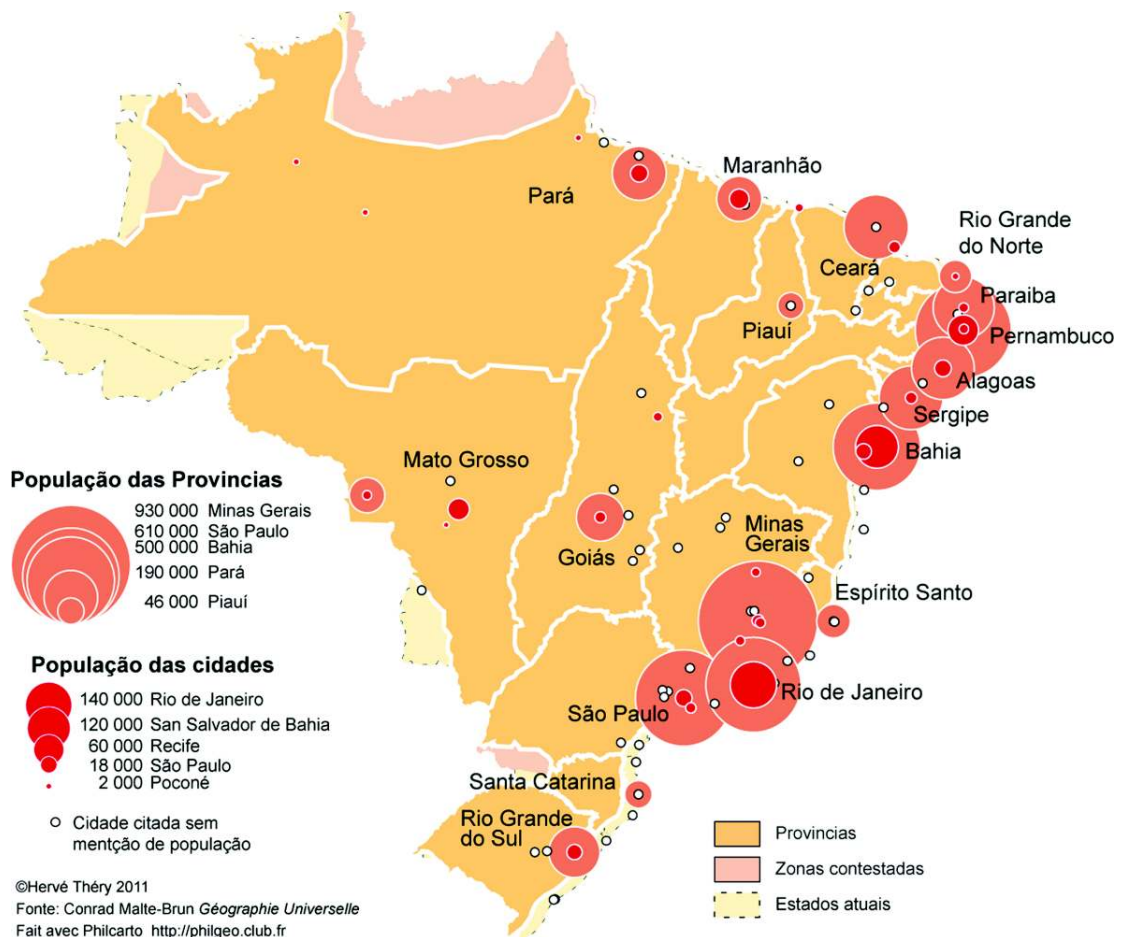 Maranhão
Pará
Rio Grande
do Norte
Ceará
Paraiba
Piauí
Pernambuco
Alagoas
Sergipe
Bahia
Mato Grosso
Goiás
Minas
Gerais
Espírito Santo
Rio de Janeiro
São Paulo
Santa Catarina
Rio Grande
do Sul
População das Provincias
930 000 Minas Gerais
610 000 São Paulo
500 000 Bahia
190 000 Pará
46 000 Piauí
População das cidades
140 000 Rio de Janeiro
120 000 San Salvador de Bahia
60 000 Recife
18 000 São Paulo
2 000 Poconé
Cidade citada sem
mentção de população
Provincias
Zonas contestadas
Estados atuais
©Hervé Théry 2011
Fonte: Conrad Malte-Brun Géographie Universelle
Fait avec Philcarto http://philgeo.club.fr